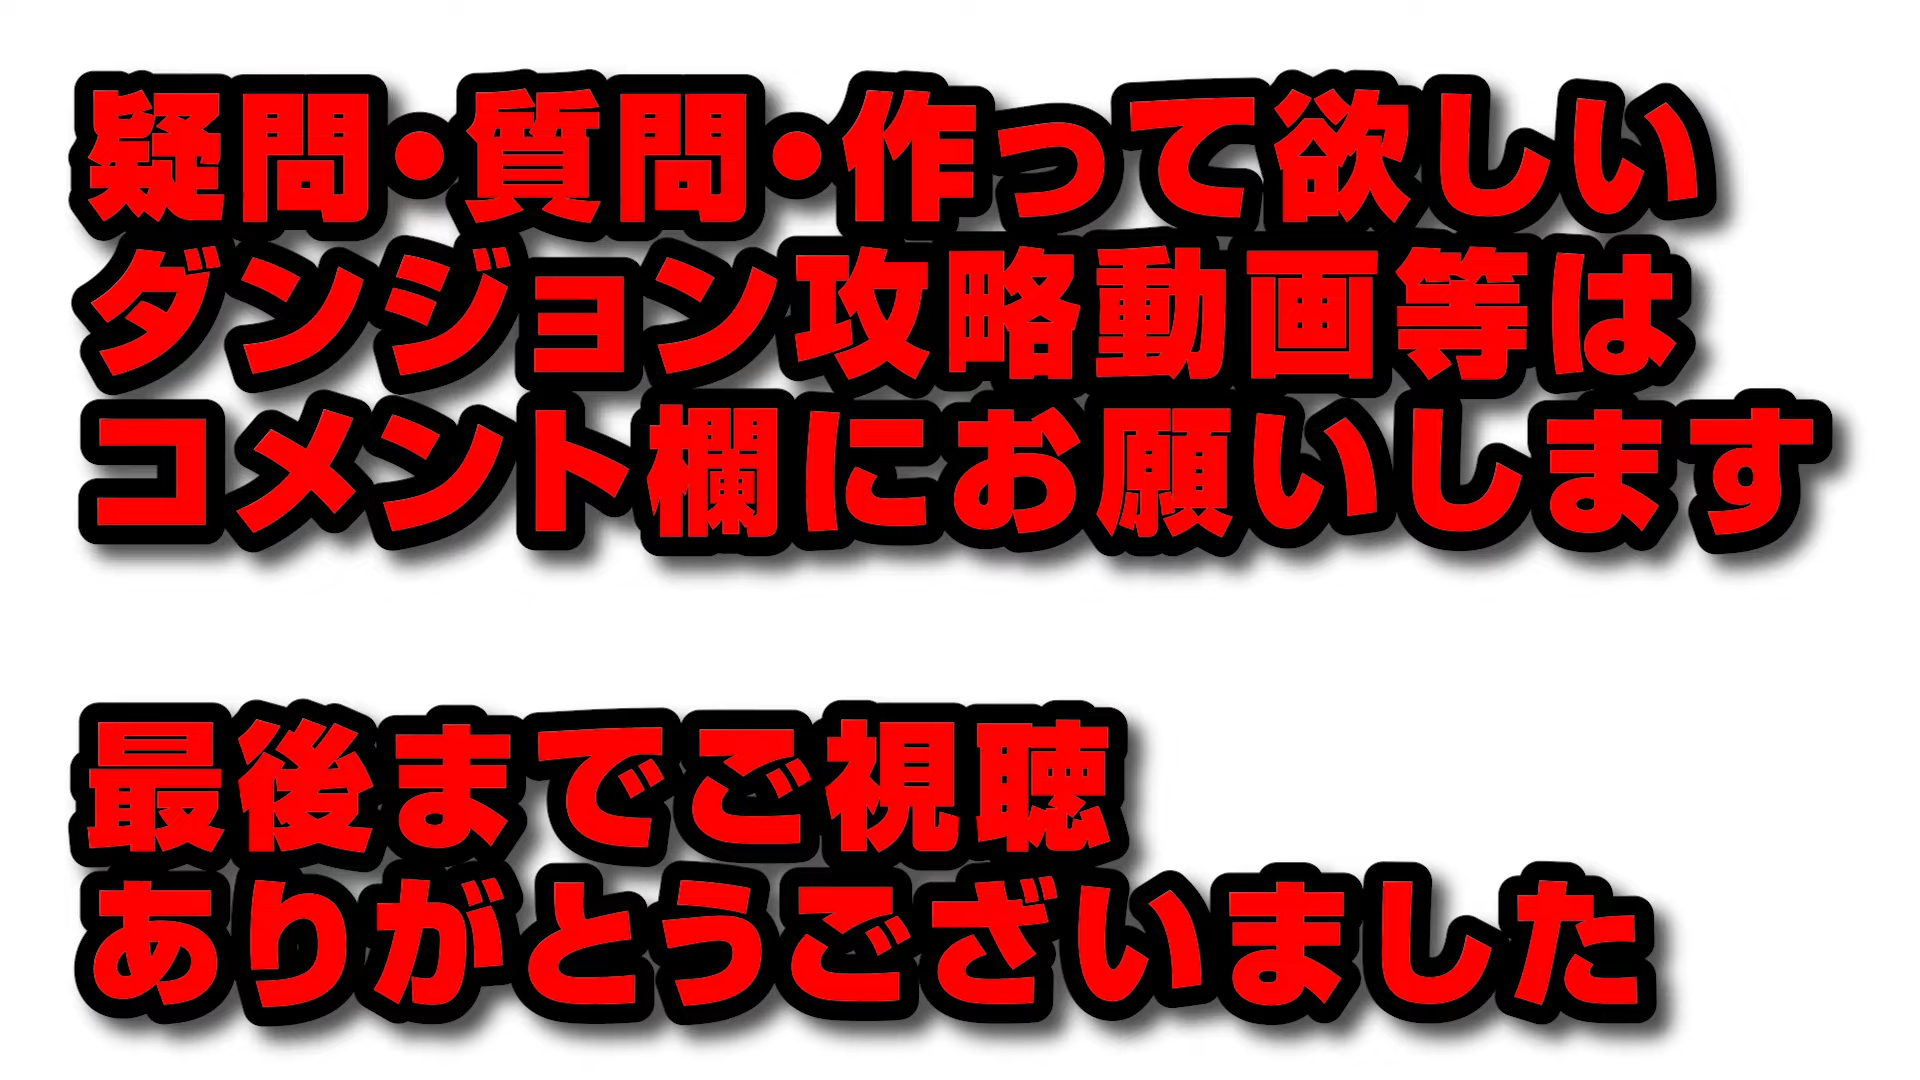 疑問・質問・作って欲しい
ダンジョン攻略動画等は
コメント欄にお願いします
最後までご視聴
ありがとうございました